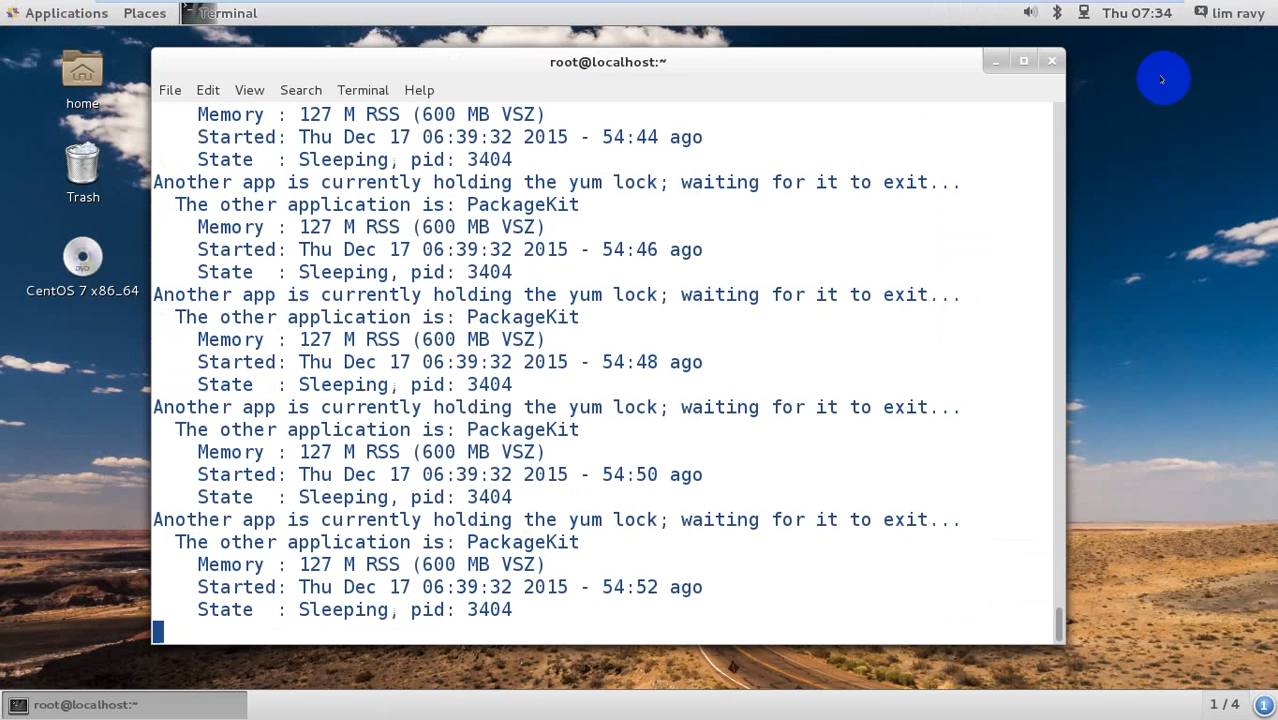 Applications Places Terminal Thu 07:34 lim ravy
home
Trash
DVD
CentOS 7 x86_64
root@localhost:~
File Edit View Search Terminal Help
Memory : 127 M RSS (600 MB VSZ)
Started: Thu Dec 17 06:39:32 2015 - 54:44 ago
State : Sleeping, pid: 3404
Another app is currently holding the yum lock; waiting for it to exit...
The other application is: PackageKit
Memory : 127 M RSS (600 MB VSZ)
Started: Thu Dec 17 06:39:32 2015 - 54:46 ago
State : Sleeping, pid: 3404
Another app is currently holding the yum lock; waiting for it to exit...
The other application is: PackageKit
Memory : 127 M RSS (600 MB VSZ)
Started: Thu Dec 17 06:39:32 2015 - 54:48 ago
State : Sleeping, pid: 3404
Another app is currently holding the yum lock; waiting for it to exit...
The other application is: PackageKit
Memory : 127 M RSS (600 MB VSZ)
Started: Thu Dec 17 06:39:32 2015 - 54:50 ago
State : Sleeping, pid: 3404
Another app is currently holding the yum lock; waiting for it to exit...
The other application is: PackageKit
Memory : 127 M RSS (600 MB VSZ)
Started: Thu Dec 17 06:39:32 2015 - 54:52 ago
State : Sleeping, pid: 3404
root@localhost:~ 1 / 4 1